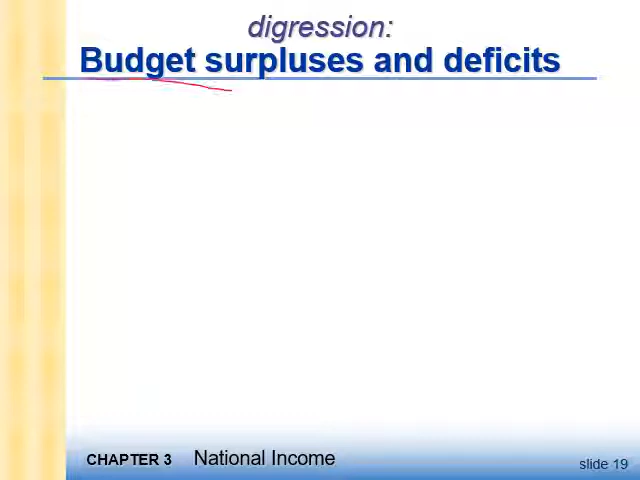 digression:
Budget surpluses and deficits
CHAPTER 3 National Income
slide 19